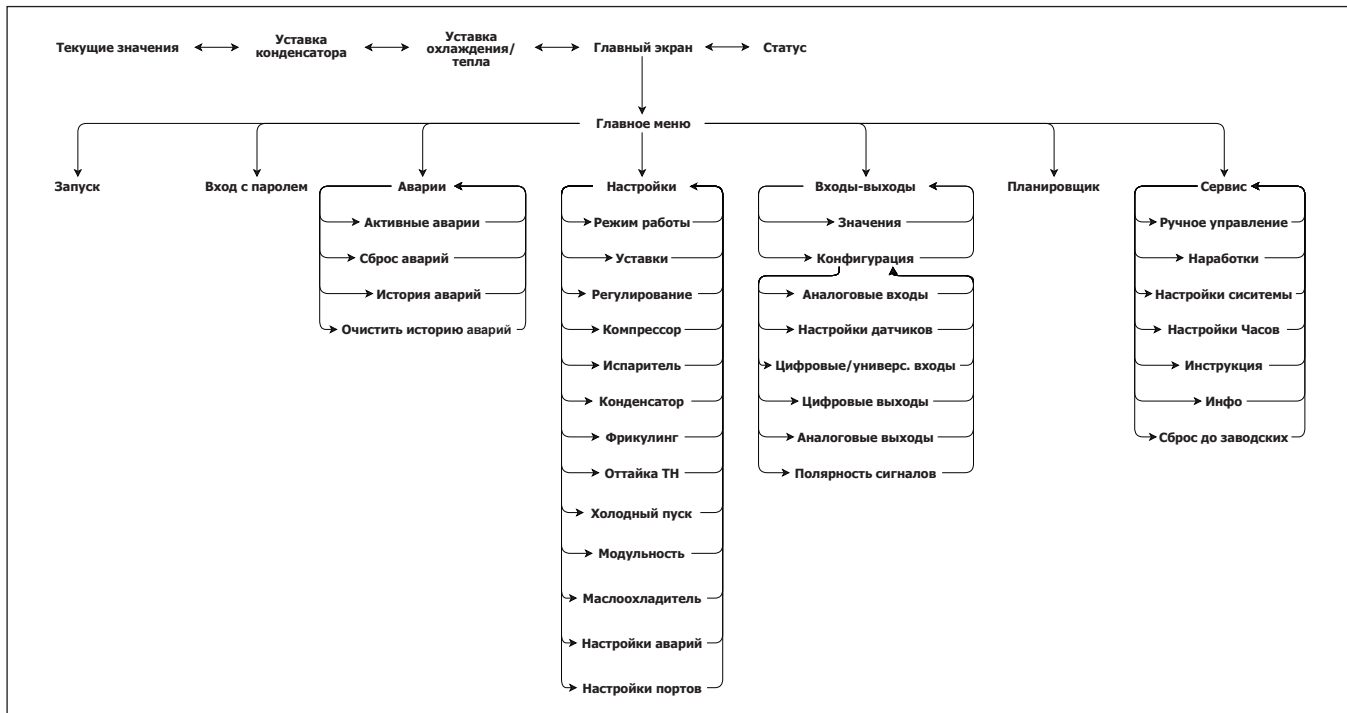 Текущие значения
Уставка
конденсатора
Уставка
охлаждения/
тепла
Главный экран
Статус
Главное меню
Запуск
Вход с паролем
Аварии
Активные аварии
Сброс аварий
История аварий
Очистить историю аварий
Настройки
Режим работы
Уставки
Регулирование
Компрессор
Испаритель
Конденсатор
Фрикулинг
Оттайка ТН
Холодный пуск
Модульность
Маслоохладитель
Настройки аварий
Настройки портов
Входы-выходы
Значения
Конфигурация
Аналоговые входы
Настройки датчиков
Цифровые/универс. входы
Цифровые выходы
Аналоговые выходы
Полярность сигналов
Планировщик
Сервис
Ручное управление
Наработки
Настройки сиситемы
Настройки Часов
Инструкция
Инфо
Сброс до заводских